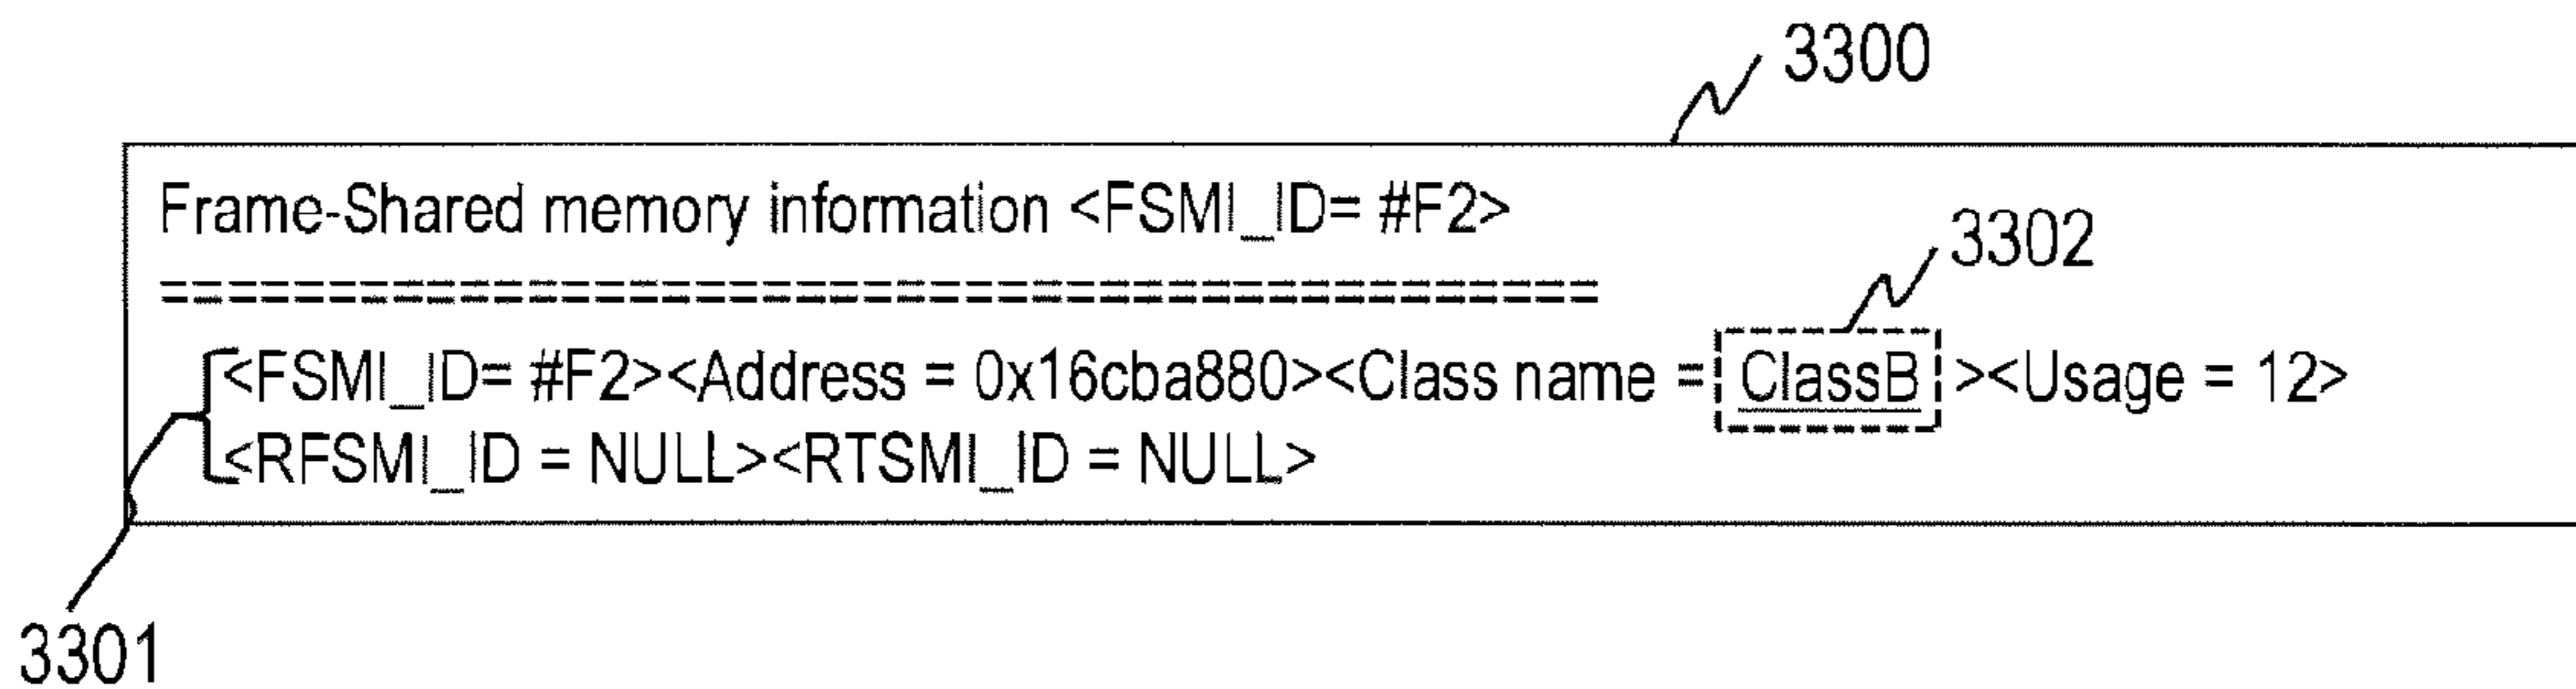 3300
Frame-Shared memory information <FSMI_ID= #F2>
3302
===========================================
<FSMI_ID= #F2><Address = 0x16cba880><Class name = ClassB ><Usage = 12>
<RFSMI_ID = NULL><RTSMI_ID = NULL>
3301